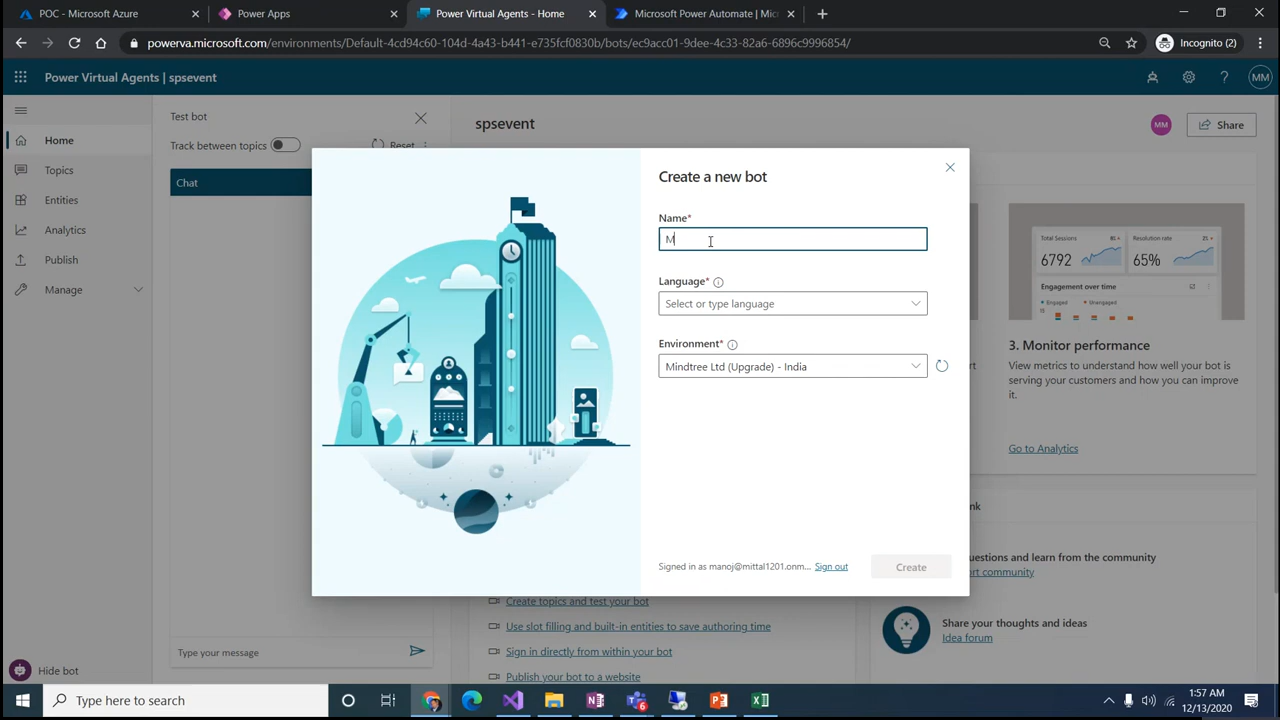 POC - Microsoft Azure
Power Apps
Power Virtual Agents - Home
Microsoft Power Automate | Mic
powerva.microsoft.com/environments/Default-4cd94c60-104d-4a43-b441-e735fcf0830b/bots/ec9acc01-9dee-4c33-82a6-6896c9996854/
Incognito (2)
Power Virtual Agents | spsevent
MM
Home
Topics
Entities
Analytics
Publish
Manage
Hide bot
Test bot
Track between topics
Reset
Chat
Type your message
spsevent
MM
Share
Create a new bot
Name*
M
Language*
Select or type language
Environment*
Mindtree Ltd (Upgrade) - India
Signed in as manoj@mittal1201.onm... Sign out
Create
Total Sessions
6792
Resolution rate
65%
Engagement over time
Engaged
Unengaged
3. Monitor performance
View metrics to understand how well your bot is
serving your customers and how you can improve
it.
Go to Analytics
Create topics and test your bot
Use slot filling and built-in entities to save authoring time
Sign in directly from within your bot
Publish your bot to a website
nk
uestions and learn from the community
ert community
Share your thoughts and ideas
Idea forum
Type here to search
1:57 AM
12/13/2020